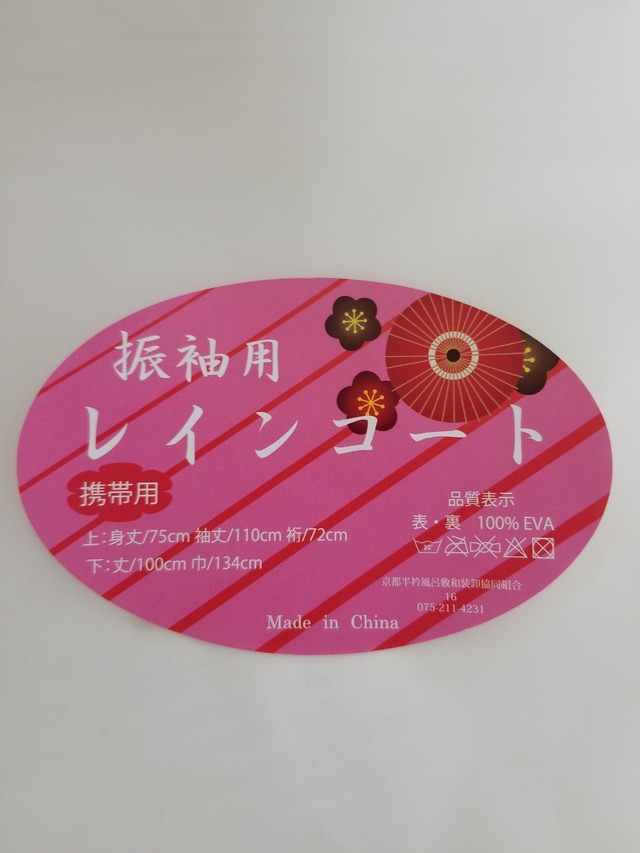 振袖用
レインコート
携帯用
上:身丈/75cm 袖丈/110cm 裄/72cm
下:丈/100cm 巾/134cm
品質表示
表・裏 100% EVA
20°
京都半衿風呂敷和装卸協同組合
16
075-211-4231
Made in China